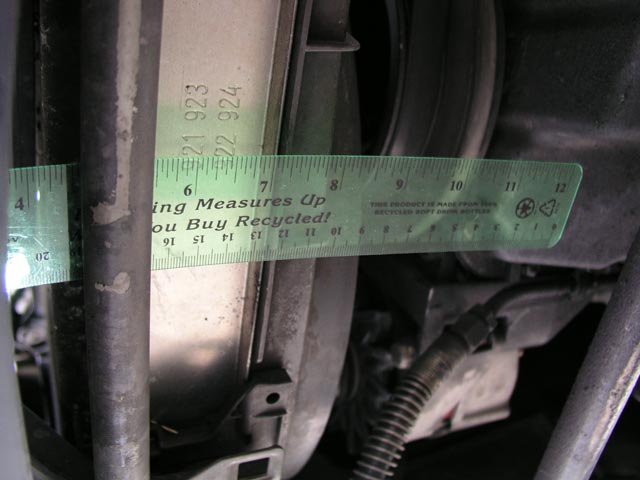 21 923
22 924
4 6 7 8 9 10 11 12
ing Measures Up
ou Buy Recycled!
THIS PRODUCT IS MADE FROM 100%
RECYCLED SOFT DRINK BOTTLES
20 16 15 14 13 12 11 10 9 8 7 6 5 4 3 2 1